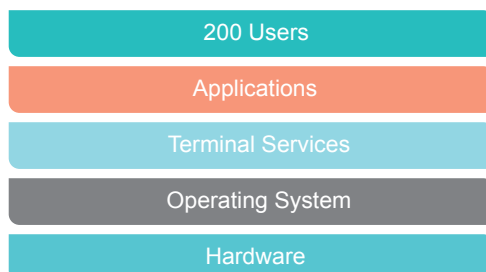 200 Users
Applications
Terminal Services
Operating System
Hardware